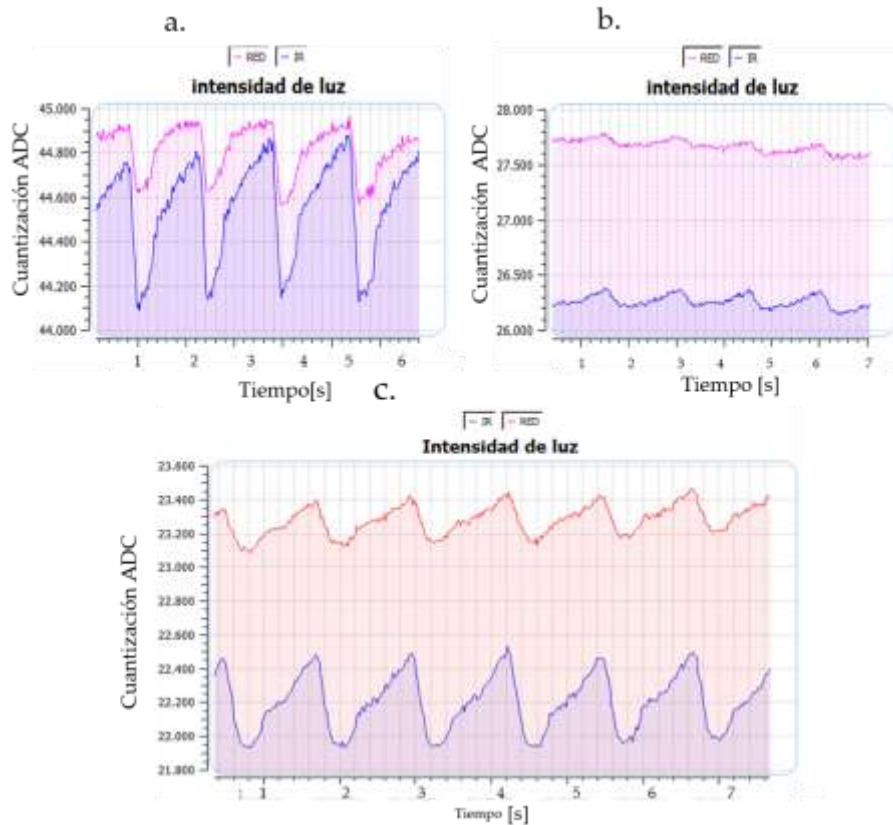 a.
RED IR
intensidad de luz
Cuantización ADC
45.000
44.800
44.600
44.400
44.200
44.000
1 2 3 4 5 6
Tiempo[s]
b.
RED IR
intensidad de luz
Cuantización ADC
28.000
27.500
27.000
26.500
26.000
1 2 3 4 5 6 7
Tiempo [s]
c.
IR RED
Intensidad de luz
Cuantización ADC
23.600
23.400
23.200
23.000
22.800
22.600
22.400
22.200
22.000
21.800
1 2 3 4 5 6 7
Tiempo [s]